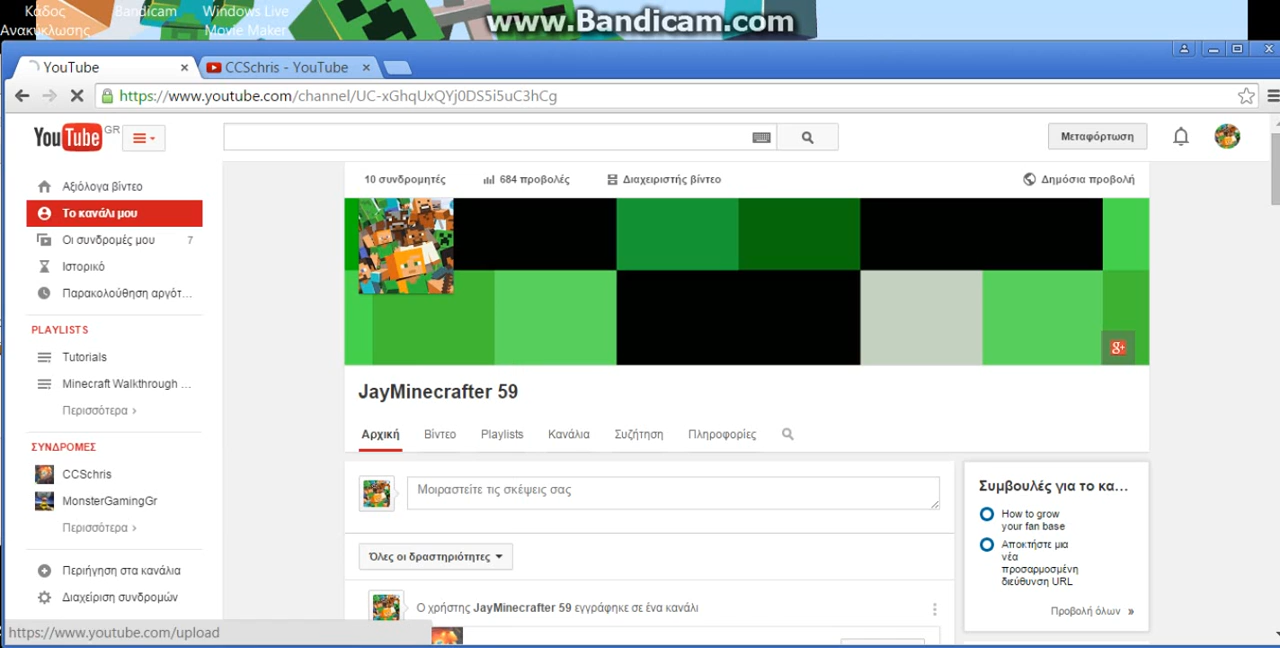 Κάδος Bandicam Windows Live
Ανακύκλωσης Movie Maker
www.Bandicam.com
YouTube
CCSchris - YouTube
https://www.youtube.com/channel/UC-xGhqUxQYj0DS5i5uC3hCg
YouTube GR
Μεταφόρτωση
10 συνδρομητές 684 προβολές Διαχειριστής βίντεο Δημόσια προβολή
Αξιόλογα βίντεο
Το κανάλι μου
Οι συνδρομές μου 7
Ιστορικό
Παρακολούθηση αργότ...
PLAYLISTS
Tutorials
Minecraft Walkthrough ...
Περισσότερα ›
ΣΥΝΔΡΟΜΕΣ
CCSchris
MonsterGamingGr
Περισσότερα ›
Περιήγηση στα κανάλια
Διαχείριση συνδρομών
https://www.youtube.com/upload
g+
JayMinecrafter 59
Αρχική Βίντεο Playlists Κανάλια Συζήτηση Πληροφορίες
Μοιραστείτε τις σκέψεις σας
Όλες οι δραστηριότητες
Ο χρήστης JayMinecrafter 59 εγγράφηκε σε ένα κανάλι
Συμβουλές για το κα...
How to grow
your fan base
Αποκτήστε μια
νέα
προσαρμοσμένη
διεύθυνση URL
Προβολή όλων »